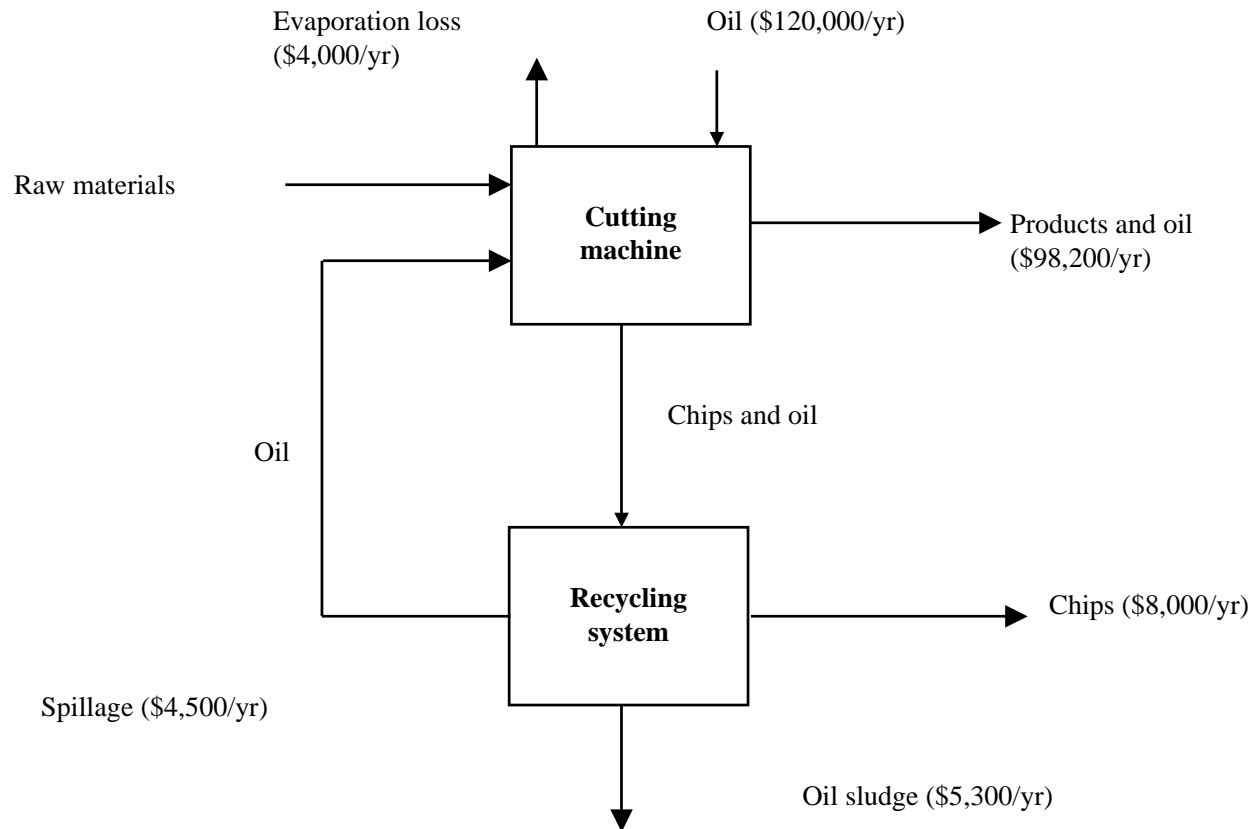 Evaporation loss
($4,000/yr)
Oil ($120,000/yr)
Raw materials
Cutting
machine
Products and oil
($98,200/yr)
Chips and oil
Oil
Recycling
system
Chips ($8,000/yr)
Spillage ($4,500/yr)
Oil sludge ($5,300/yr)